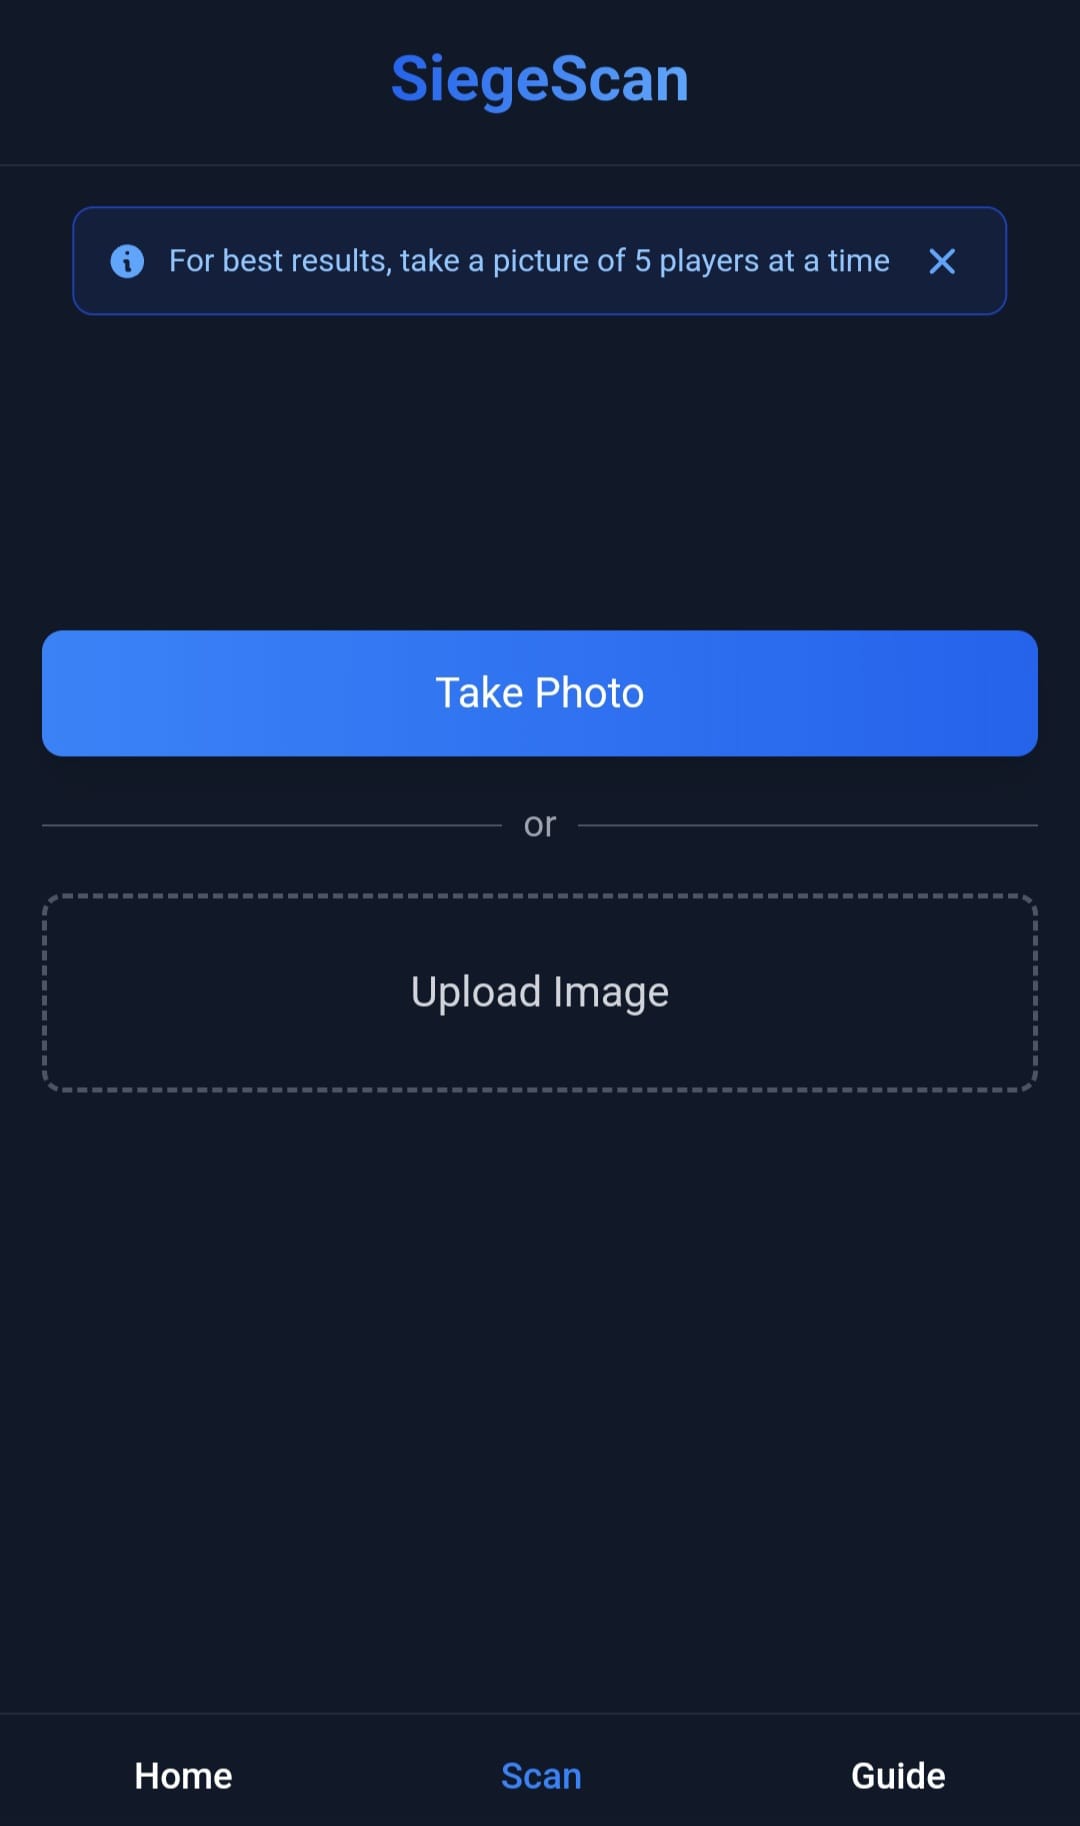 SiegeScan
For best results, take a picture of 5 players at a time
Take Photo
or
Upload Image
Home
Scan
Guide